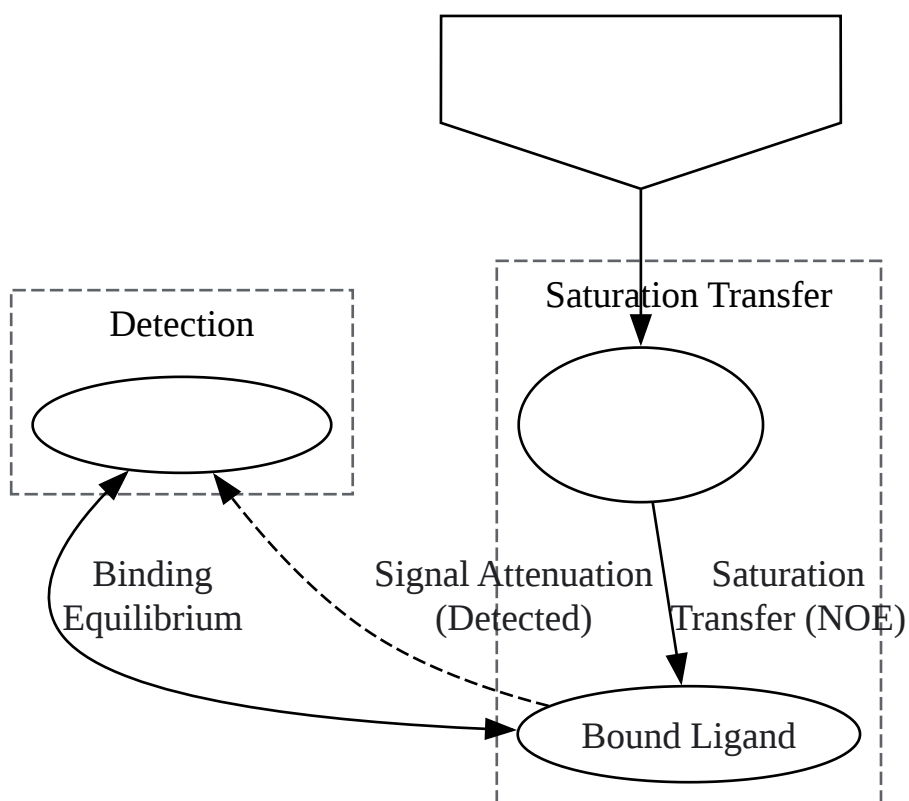 Saturation Transfer
Detection
Binding
Equilibrium
Signal Attenuation
(Detected)
Saturation
Transfer (NOE)
Bound Ligand